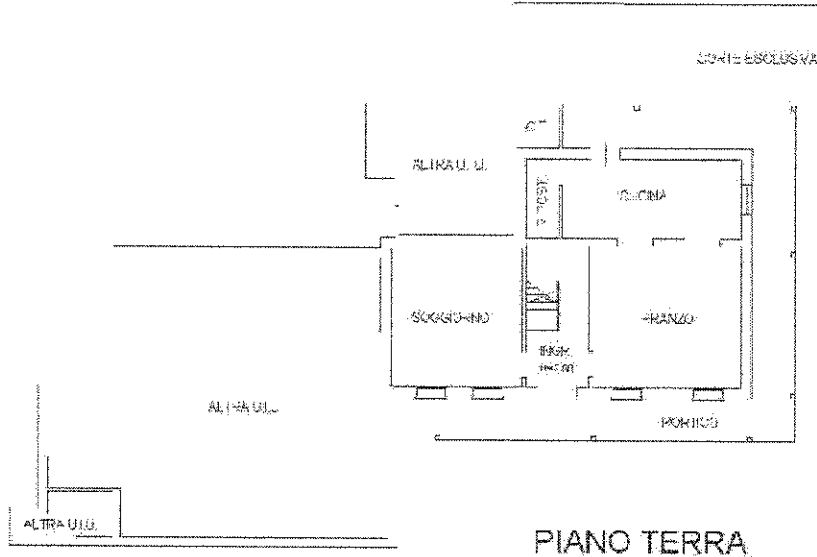 CORTE ESCLUSIVA
C.T.
ALTRA U. U.
CUCINA
SOGGIORNO
PRANZO
INGR.
ALTRA U.I.U.
PORTICO
ALTRA U.I.U.
PIANO TERRA